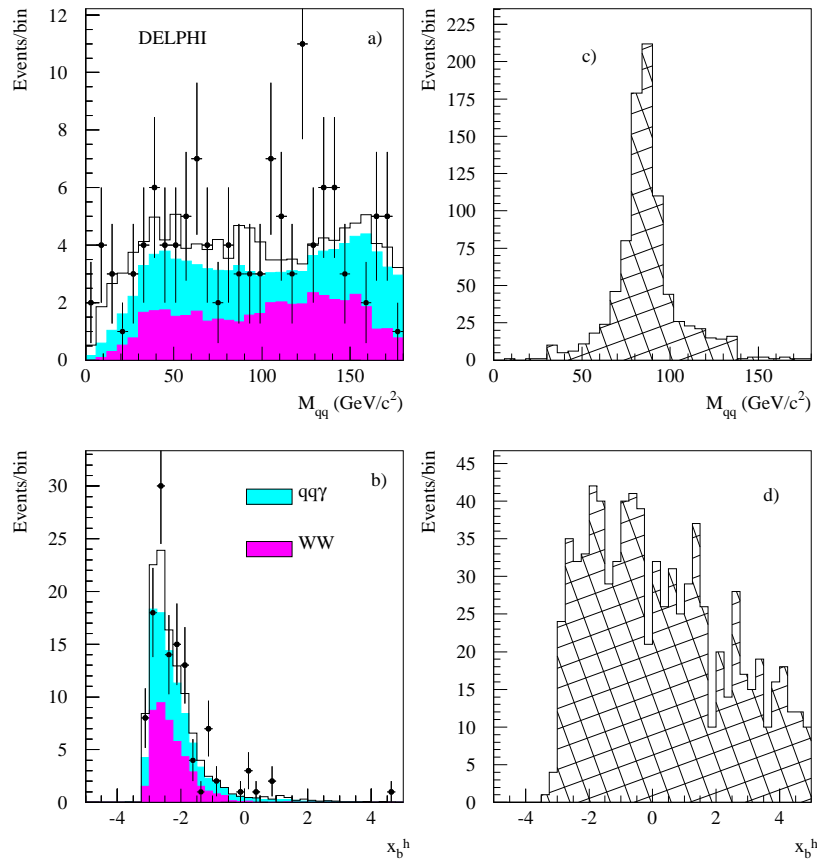 Events/bin
DELPHI
a)
12
10
8
6
4
2
0
0 50 100 150
M_qq (GeV/c²)
Events/bin
c)
225
200
175
150
125
100
75
50
25
0
0 50 100 150
M_qq (GeV/c²)
Events/bin
b)
qqγ
WW
30
25
20
15
10
5
0
-4 -2 0 2 4
x_b^h
Events/bin
d)
45
40
35
30
25
20
15
10
5
0
-4 -2 0 2 4
x_b^h